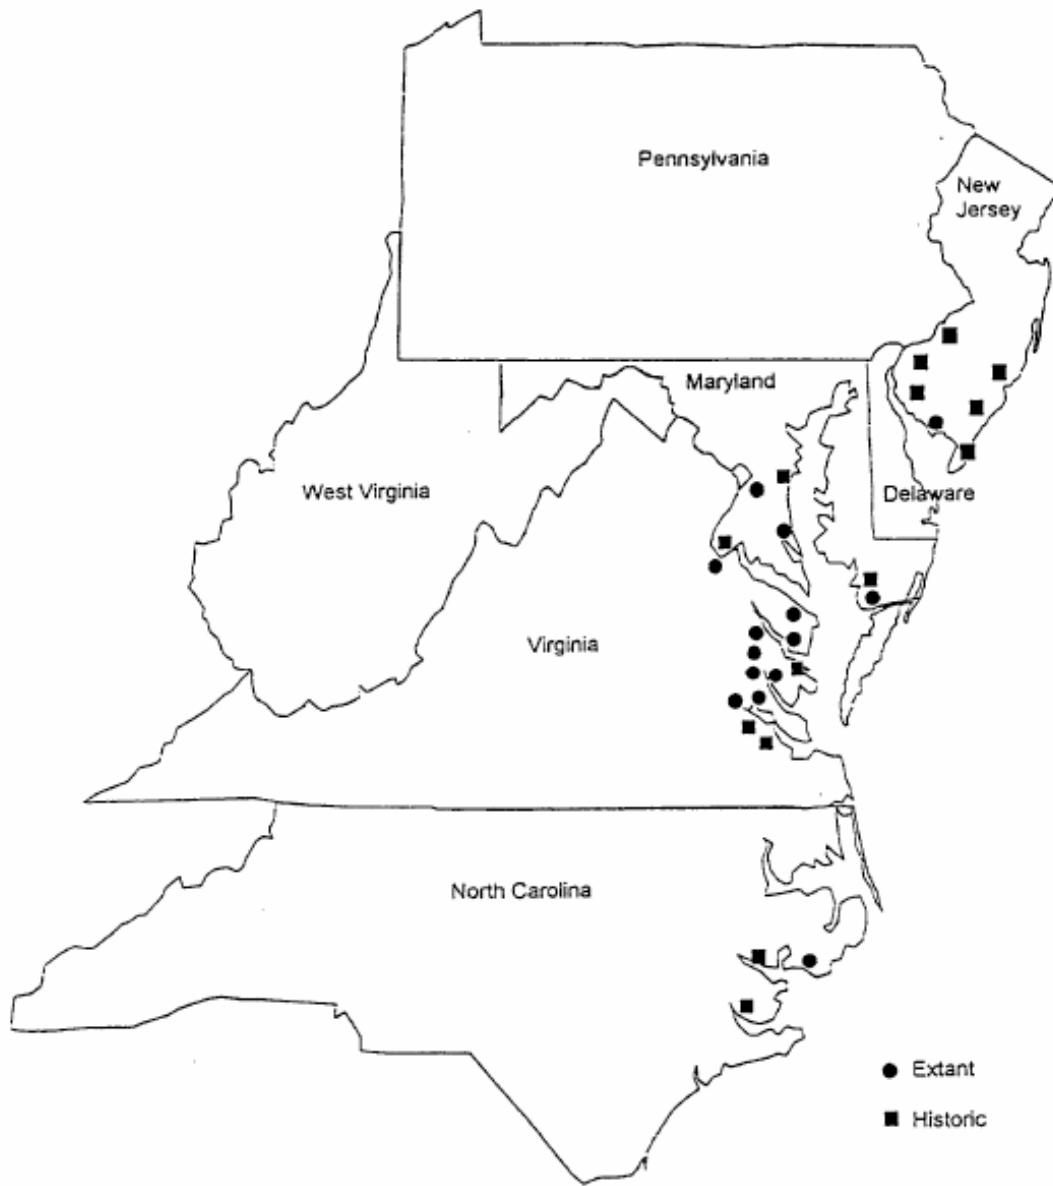 Pennsylvania
New
Jersey
Maryland
West Virginia
Delaware
Virginia
North Carolina
Extant
Historic